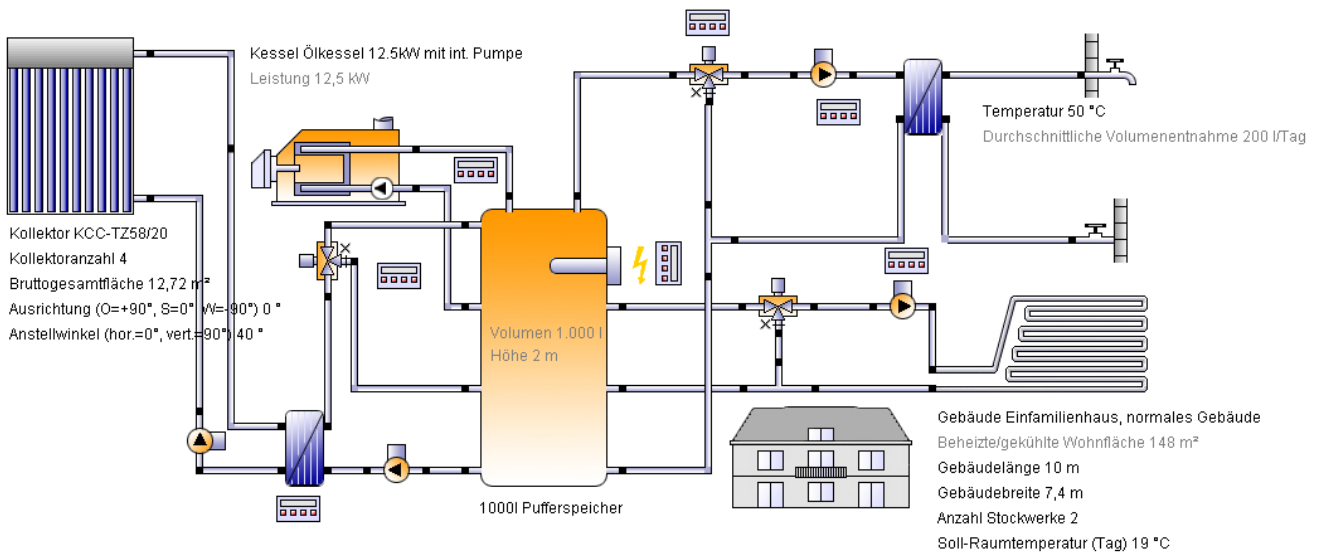 Kessel Ölkessel 12.5kW mit int. Pumpe
Leistung 12,5 kW
Temperatur 50 °C
Durchschnittliche Volumenentnahme 200 l/Tag
Kollektor KCC-TZ58/20
Kollektoranzahl 4
Bruttogesamtfläche 12,72 m²
Ausrichtung (O=+90°, S=0°, W=-90°) 0 °
Anstellwinkel (hor.=0°, vert.=90°) 40 °
Volumen 1.000 l
Höhe 2 m
1000l Pufferspeicher
Gebäude Einfamilienhaus, normales Gebäude
Beheizte/gekühlte Wohnfläche 148 m²
Gebäudelänge 10 m
Gebäudebreite 7,4 m
Anzahl Stockwerke 2
Soll-Raumtemperatur (Tag) 19 °C